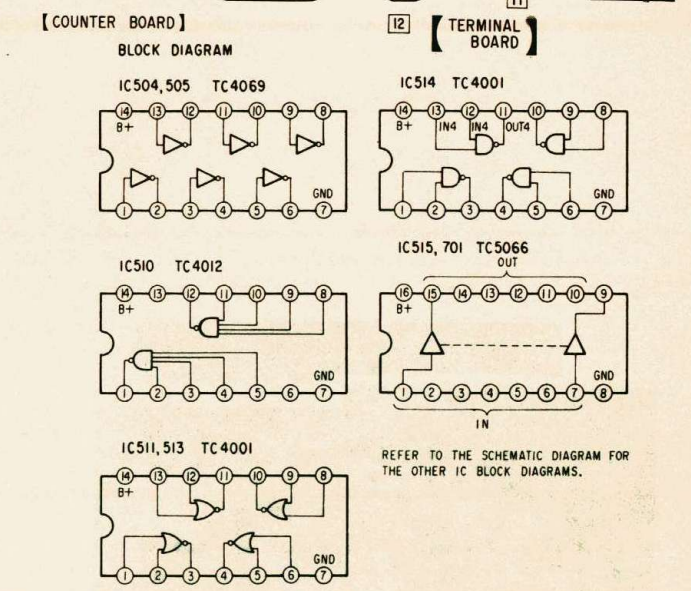 11
【COUNTER BOARD】
BLOCK DIAGRAM
IC504,505 TC4069
14 13 12 11 10 9 8
B+
GND
1 2 3 4 5 6 7
IC510 TC4012
14 13 12 11 10 9 8
B+
GND
1 2 3 4 5 6 7
IC511,513 TC4001
14 13 12 11 10 9 8
B+
GND
1 2 3 4 5 6 7
12
【TERMINAL
BOARD】
IC514 TC4001
14 13 12 11 10 9 8
B+ IN4 IN4 OUT4
GND
1 2 3 4 5 6 7
IC515, 701 TC5066
OUT
16 15 14 13 12 11 10 9
B+
GND
1 2 3 4 5 6 7 8
IN
REFER TO THE SCHEMATIC DIAGRAM FOR
THE OTHER IC BLOCK DIAGRAMS.